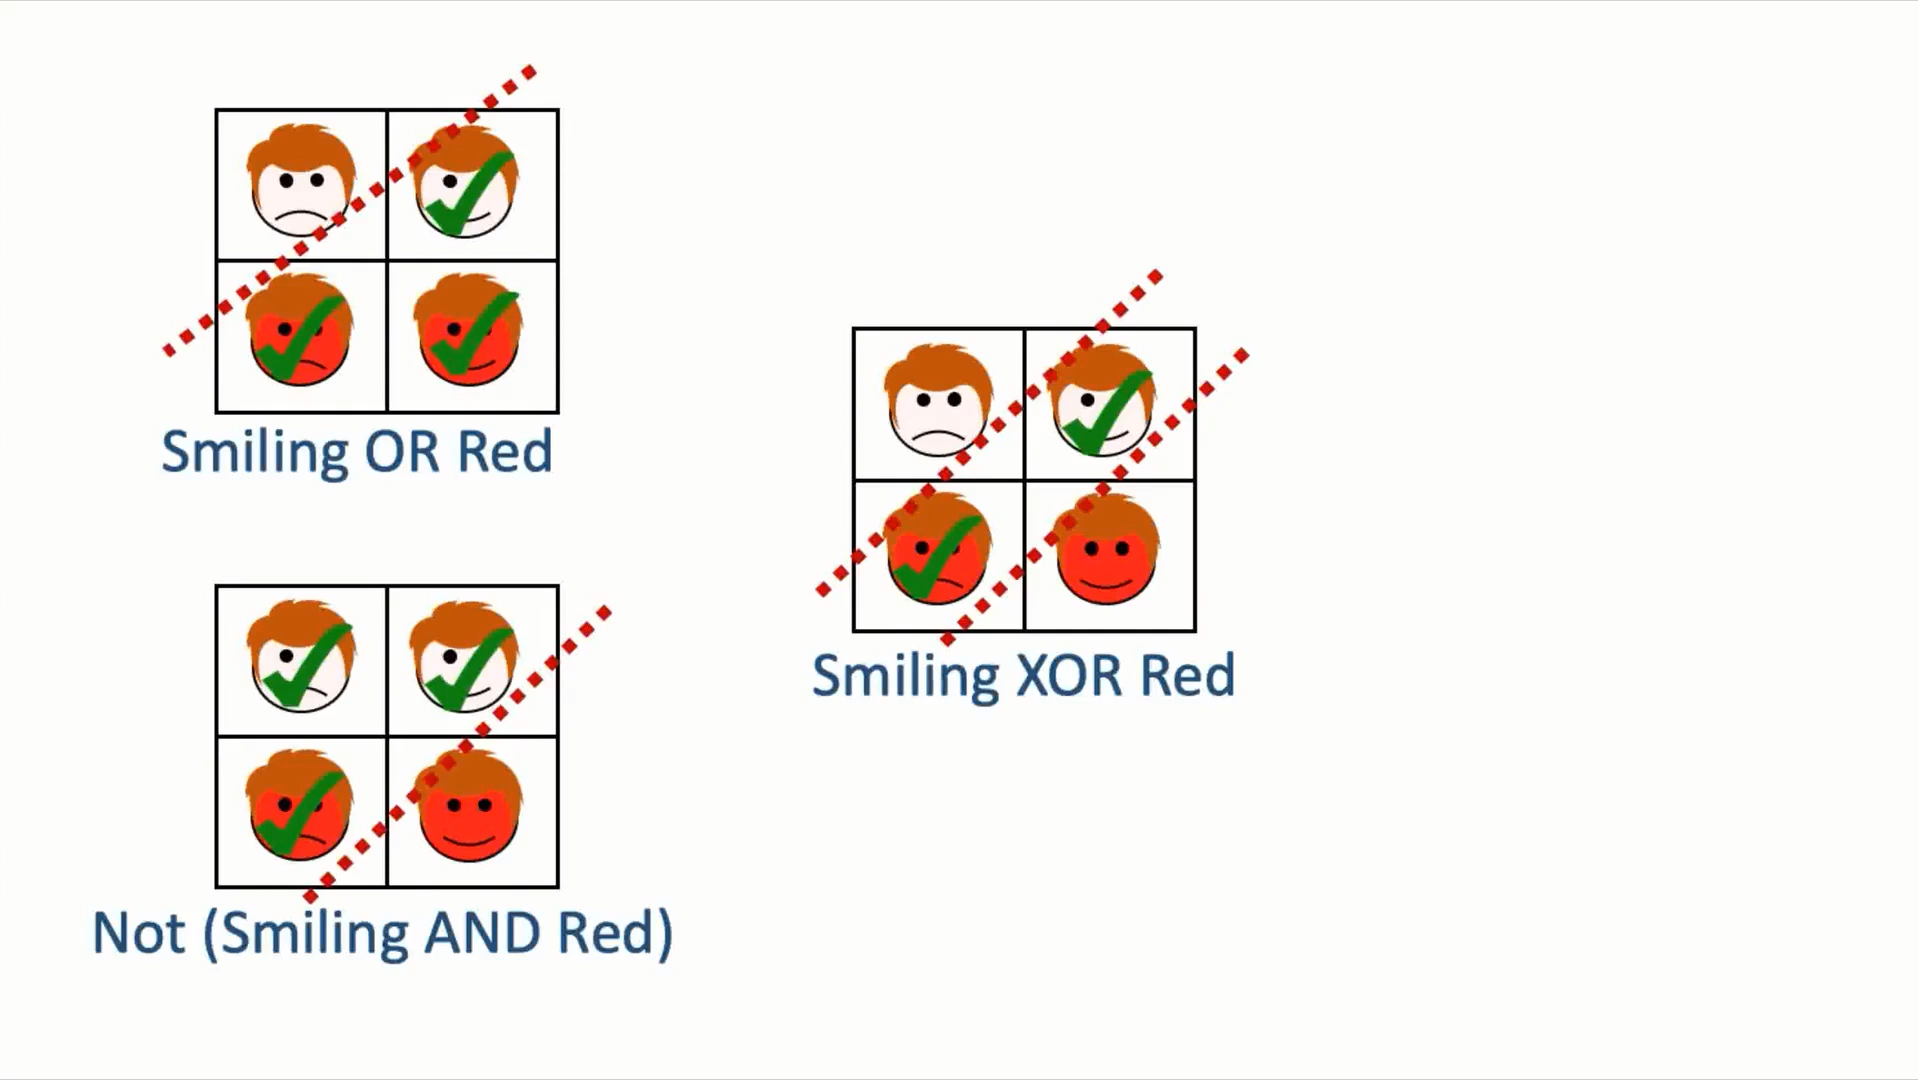 Smiling OR Red
Not (Smiling AND Red)
Smiling XOR Red